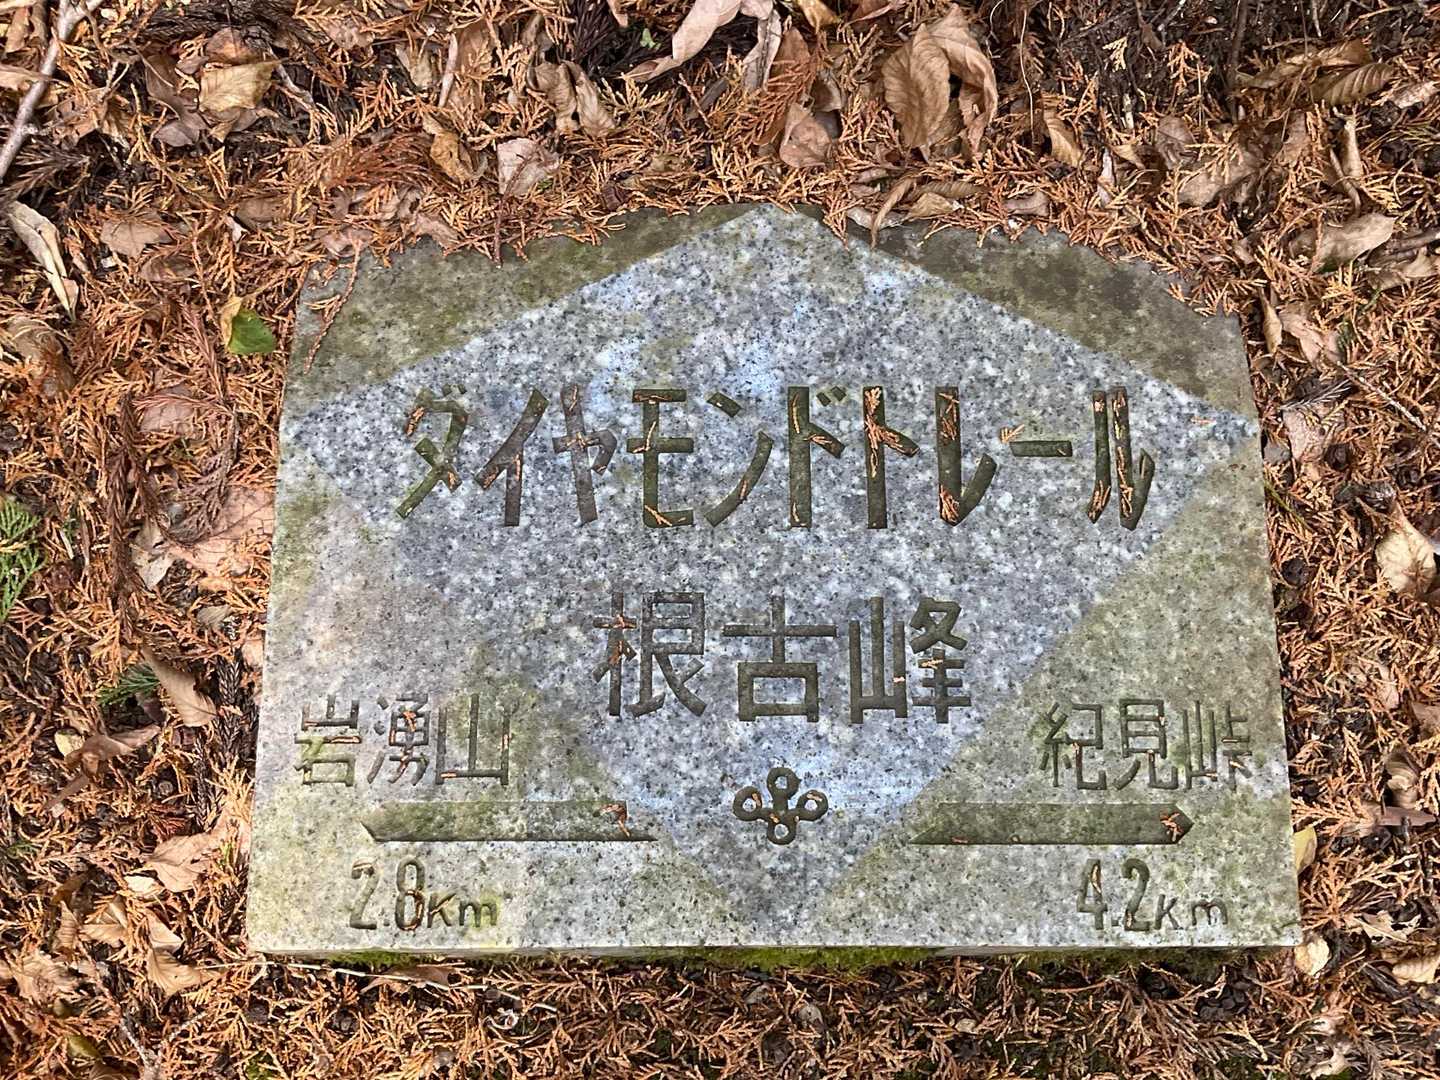 ダイヤモンドトレール
根古峰
岩湧山
紀見峠
2.8Km
4.2Km